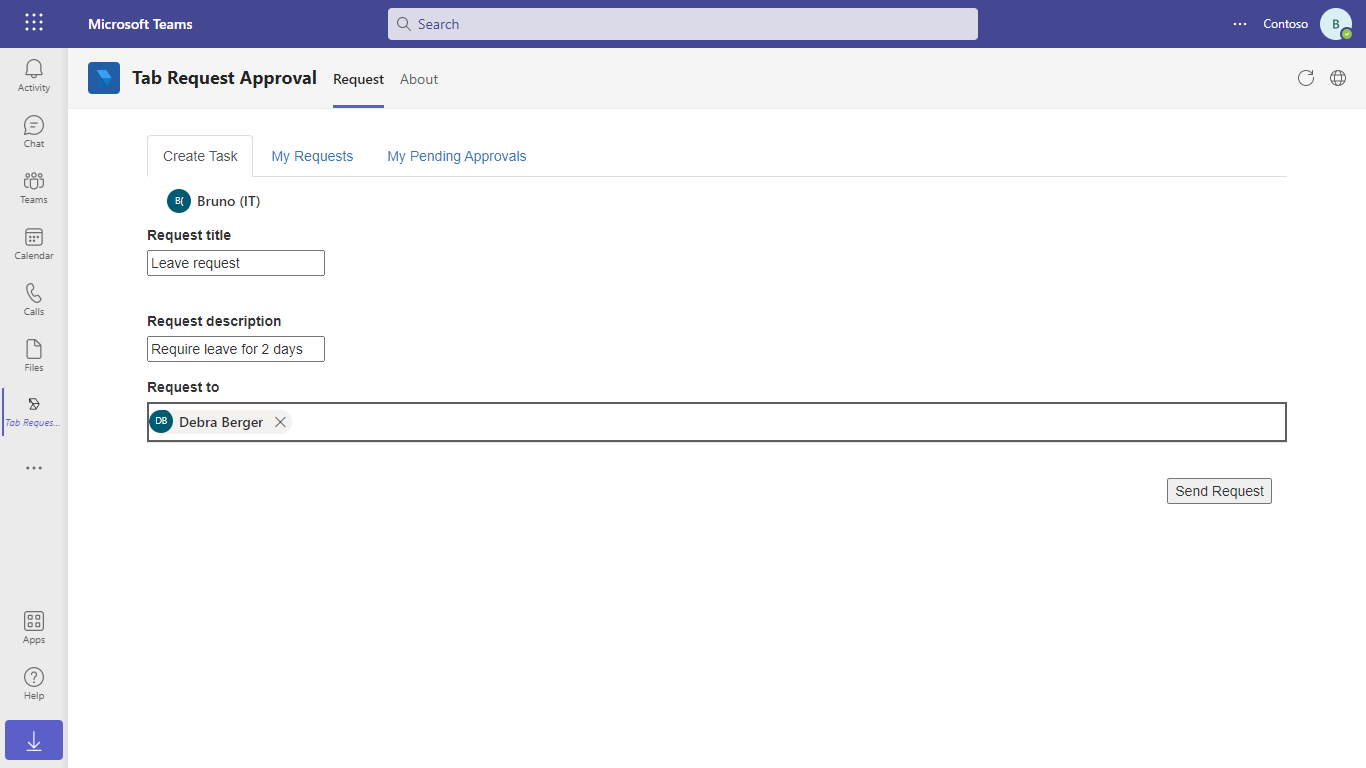 Microsoft Teams
Search
Contoso
B
Activity
Chat
Teams
Calendar
Calls
Files
Tab Reques...
Apps
Help
Tab Request Approval
Request
About
Create Task
My Requests
My Pending Approvals
B(
Bruno (IT)
Request title
Leave request
Request description
Require leave for 2 days
Request to
DB
Debra Berger
Send Request